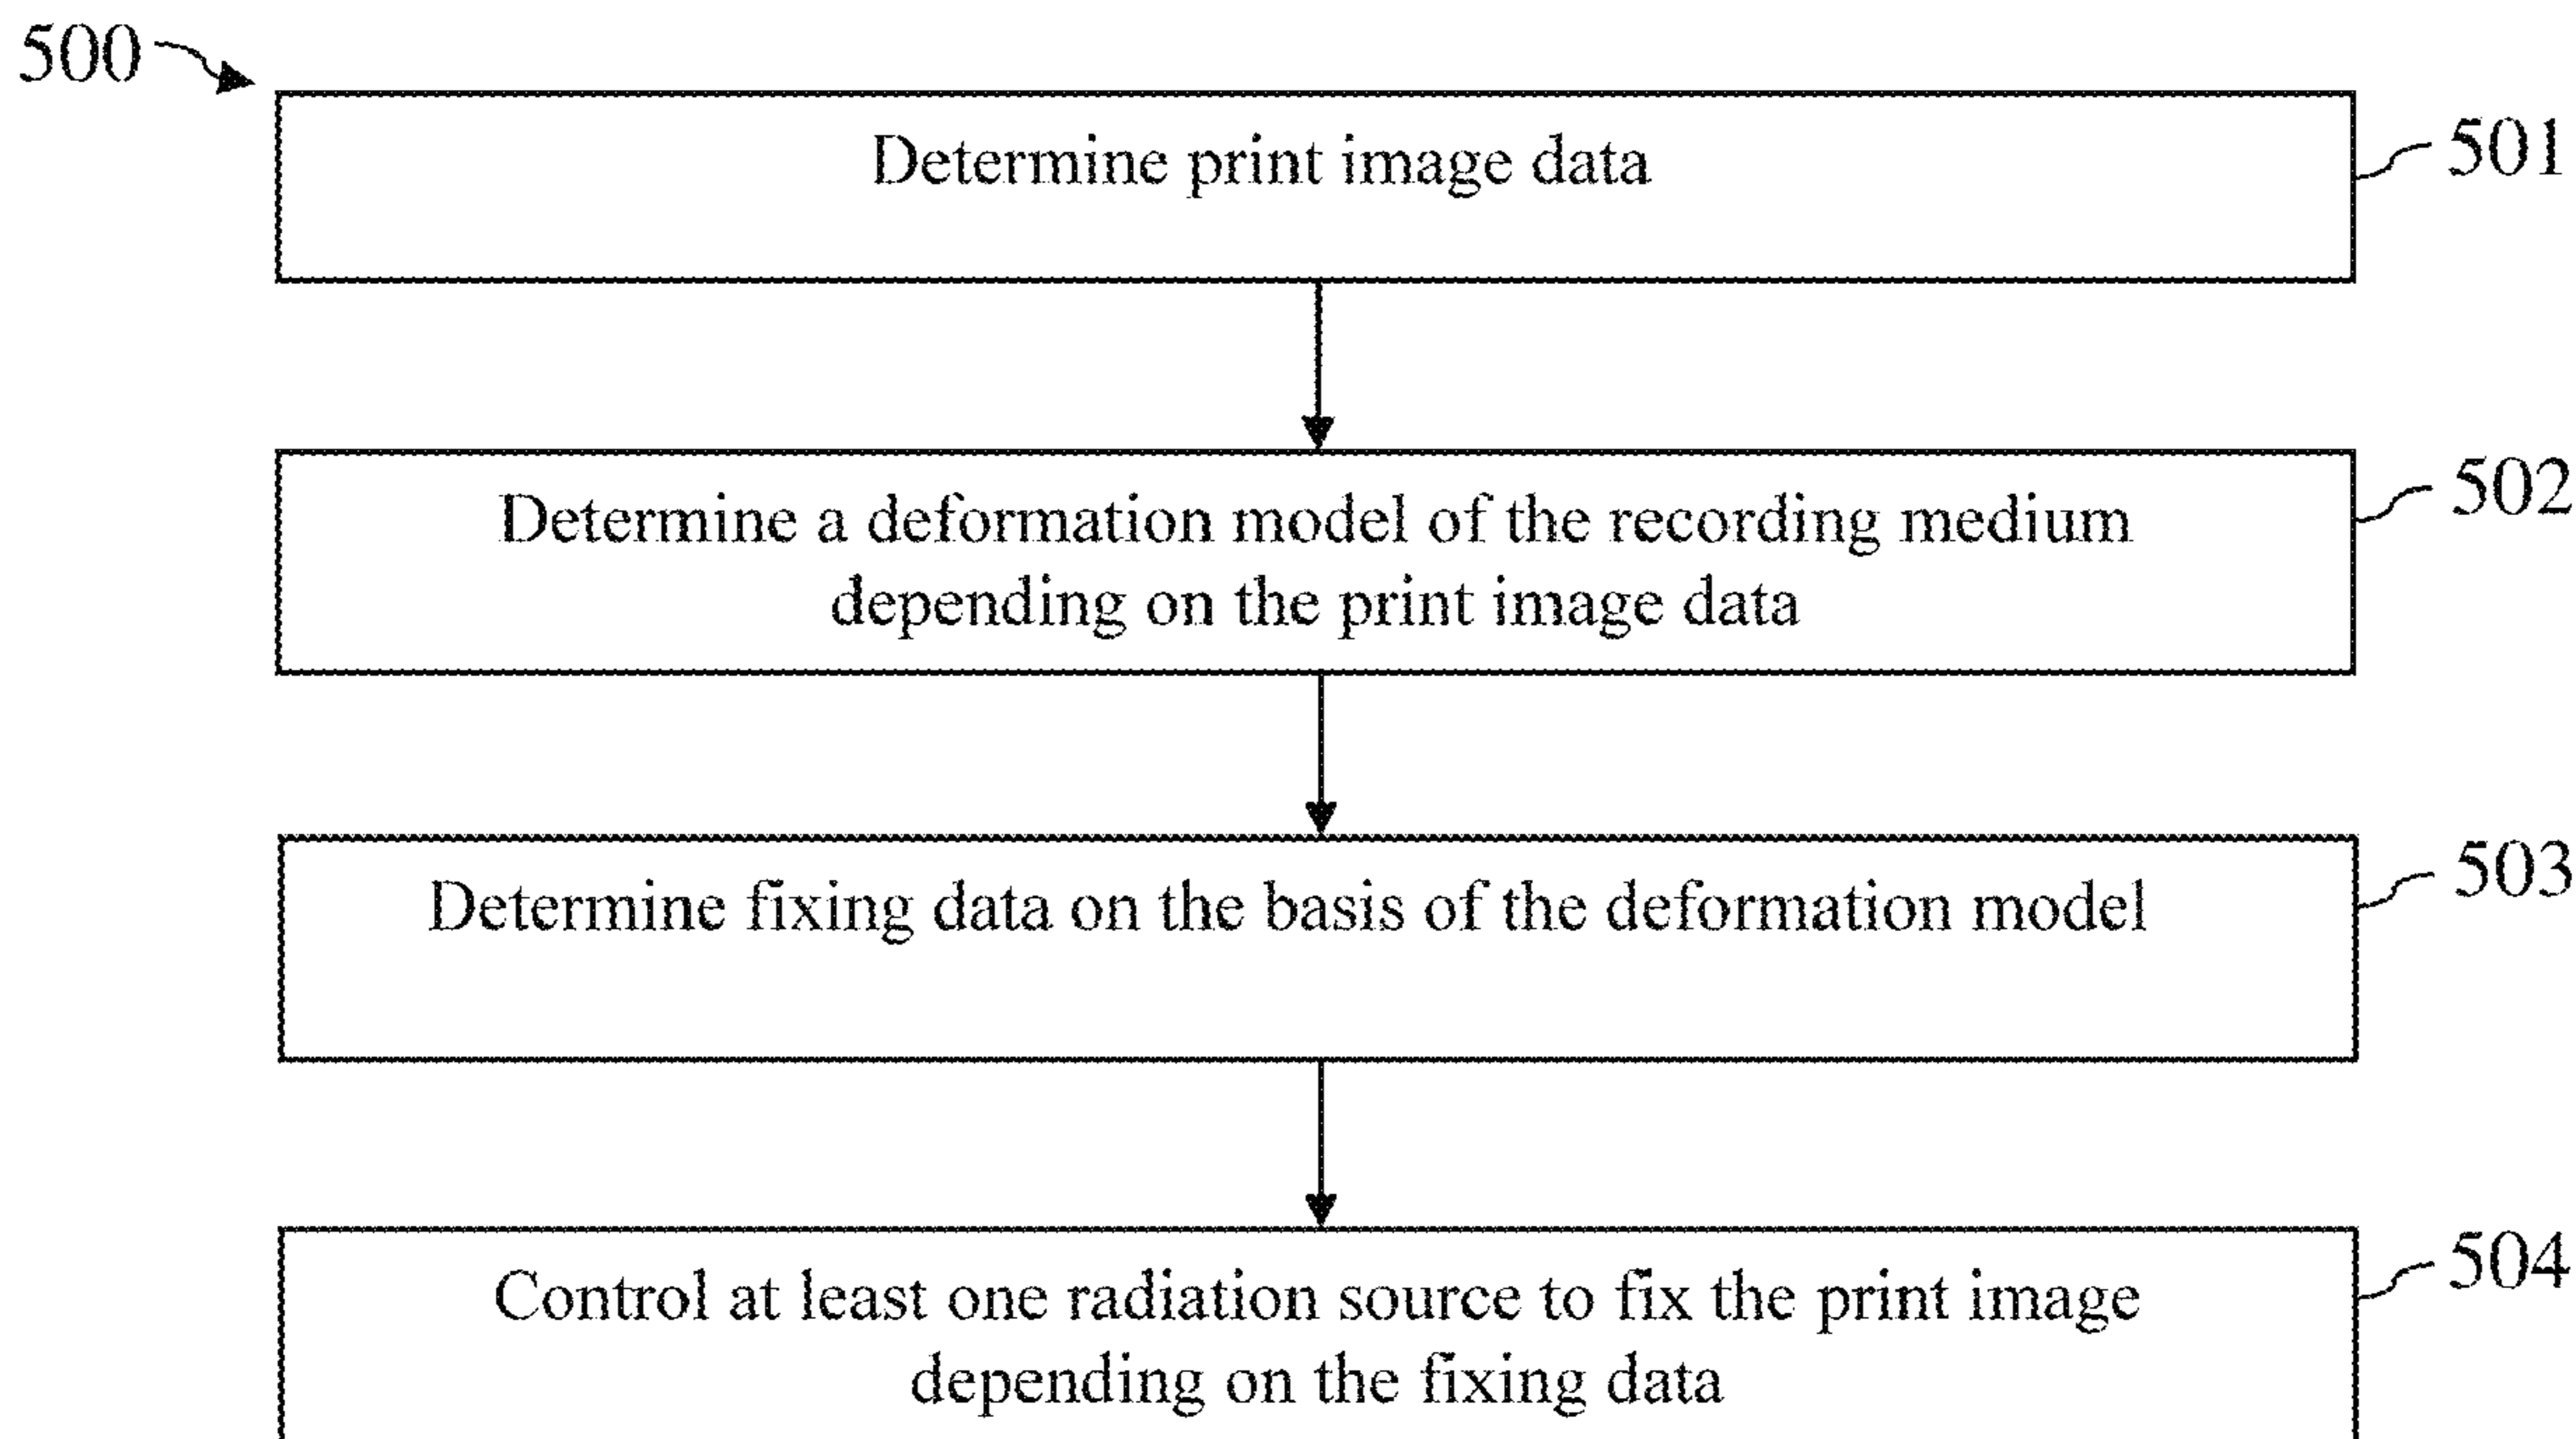 500
Determine print image data
501
Determine a deformation model of the recording medium
depending on the print image data
502
Determine fixing data on the basis of the deformation model
503
Control at least one radiation source to fix the print image
depending on the fixing data
504